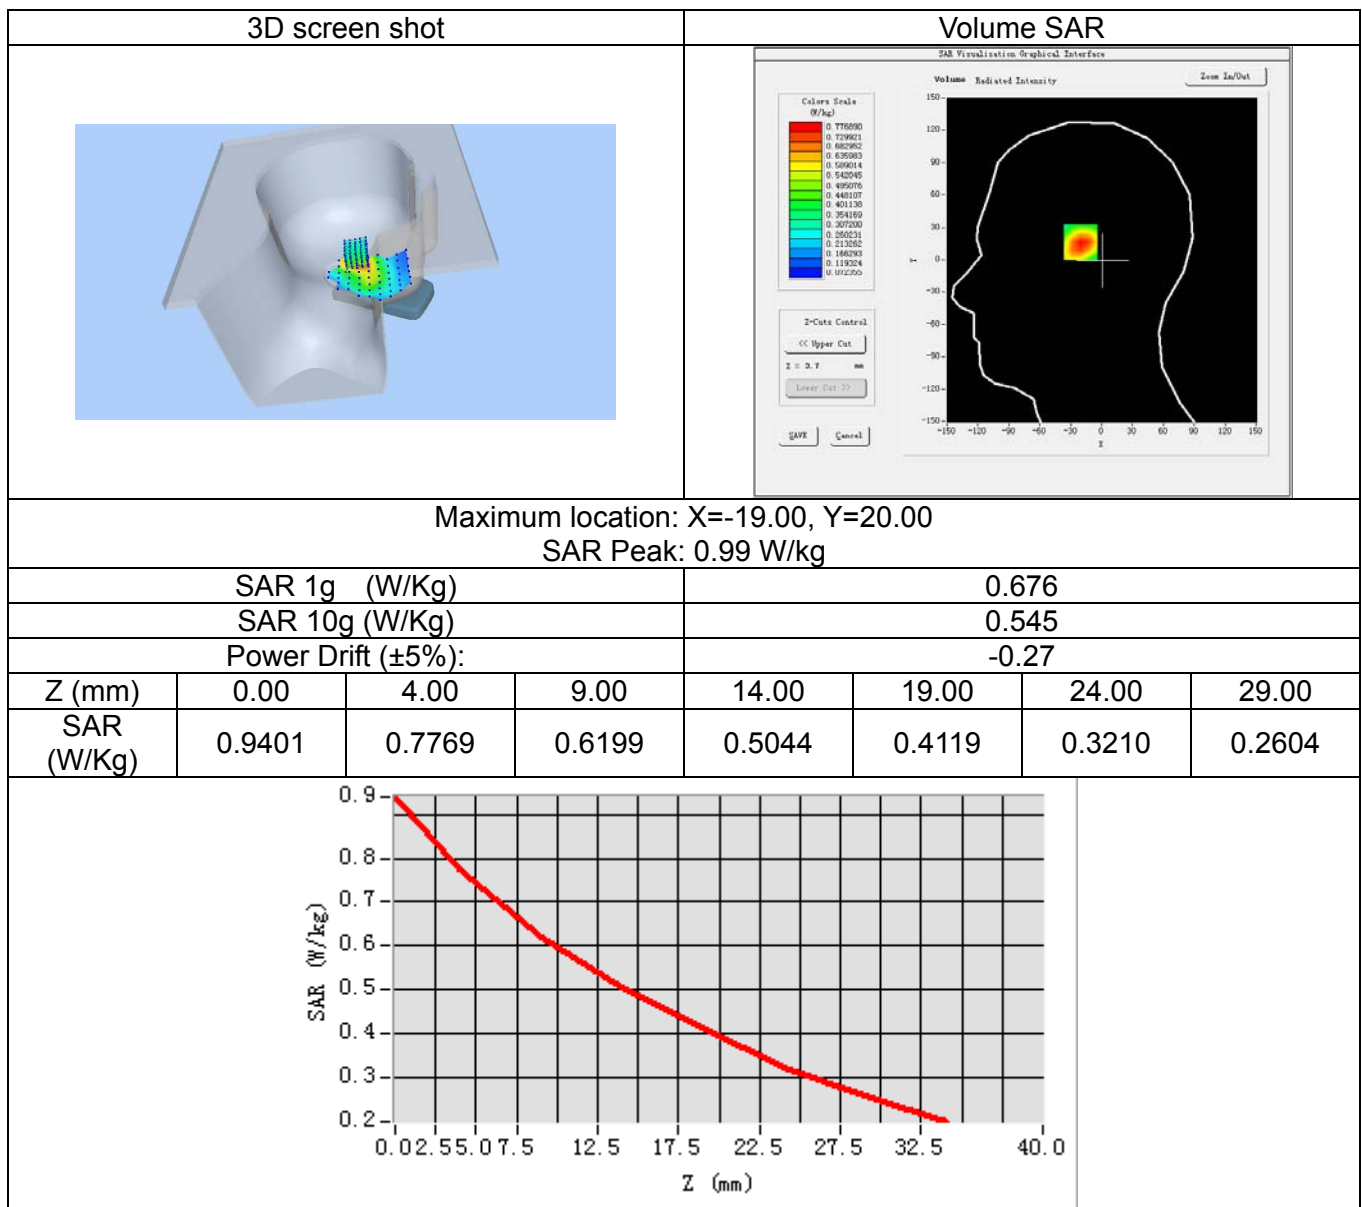 3D screen shot
Volume SAR
SAR Visualisation Graphical Interface
Volume Radiated Intensity
Zoom In/Out
Colors Scale
(W/kg)
0.776890
0.729921
0.682952
0.635983
0.589014
0.542045
0.495076
0.448107
0.401138
0.354169
0.307200
0.260231
0.213262
0.166293
0.119324
0.072355
Z-Cuts Control
<< Upper Cut
mm
Lower Cut >>
SAVE
Cancel
150
120
90
60
30
0
-30
-60
-90
-120
-150
Y
-150 -120 -90 -60 -30 0 30 60 90 120 150
X
Maximum location: X=-19.00, Y=20.00
SAR Peak: 0.99 W/kg
SAR 1g (W/Kg) 0.676
SAR 10g (W/Kg) 0.545
Power Drift (±5%): -0.27
Z (mm) 0.00 4.00 9.00 14.00 19.00 24.00 29.00
SAR
(W/Kg) 0.9401 0.7769 0.6199 0.5044 0.4119 0.3210 0.2604
0.9
0.8
0.7
0.6
0.5
0.4
0.3
0.2
SAR (W/kg)
0.0 2.5 5.0 7.5 12.5 17.5 22.5 27.5 32.5 40.0
Z (mm)